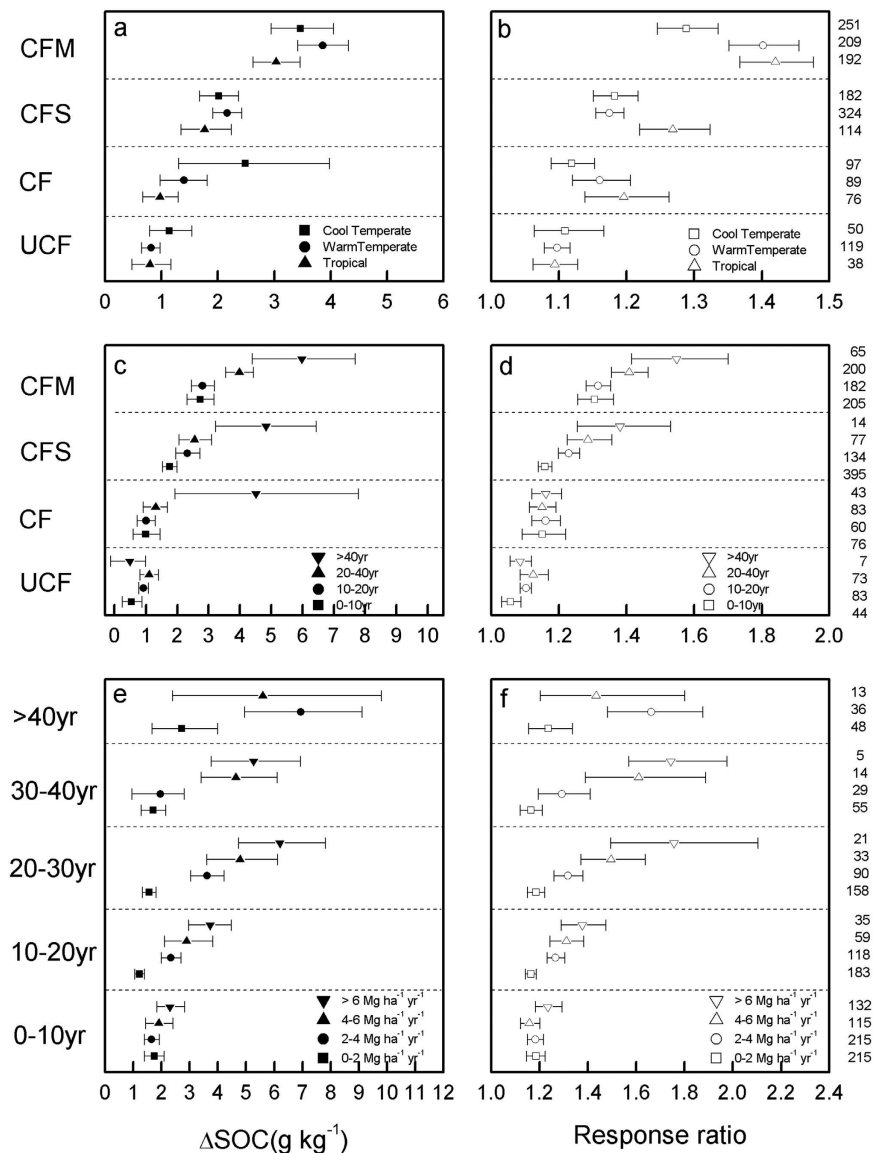 a
b
CFM
251
209
192
CFS
182
324
114
CF
97
89
76
UCF
50
119
38
Cool Temperate
WarmTemperate
Tropical
Cool Temperate
WarmTemperate
Tropical
0 1 2 3 4 5 6
1.0 1.1 1.2 1.3 1.4 1.5
c
d
CFM
65
200
182
205
CFS
14
77
134
395
CF
43
83
60
76
UCF
7
73
83
44
>40yr
20-40yr
10-20yr
0-10yr
>40yr
20-40yr
10-20yr
0-10yr
0 1 2 3 4 5 6 7 8 9 10
1.0 1.2 1.4 1.6 1.8 2.0
e
f
>40yr
13
36
48
30-40yr
5
14
29
55
20-30yr
21
33
90
158
10-20yr
35
59
118
183
0-10yr
132
115
215
215
> 6 Mg ha⁻¹ yr⁻¹
4-6 Mg ha⁻¹ yr⁻¹
2-4 Mg ha⁻¹ yr⁻¹
0-2 Mg ha⁻¹ yr⁻¹
> 6 Mg ha⁻¹ yr⁻¹
4-6 Mg ha⁻¹ yr⁻¹
2-4 Mg ha⁻¹ yr⁻¹
0-2 Mg ha⁻¹ yr⁻¹
0 1 2 3 4 5 6 7 8 9 10 11 12
1.0 1.2 1.4 1.6 1.8 2.0 2.2 2.4
ΔSOC(g kg⁻¹)
Response ratio